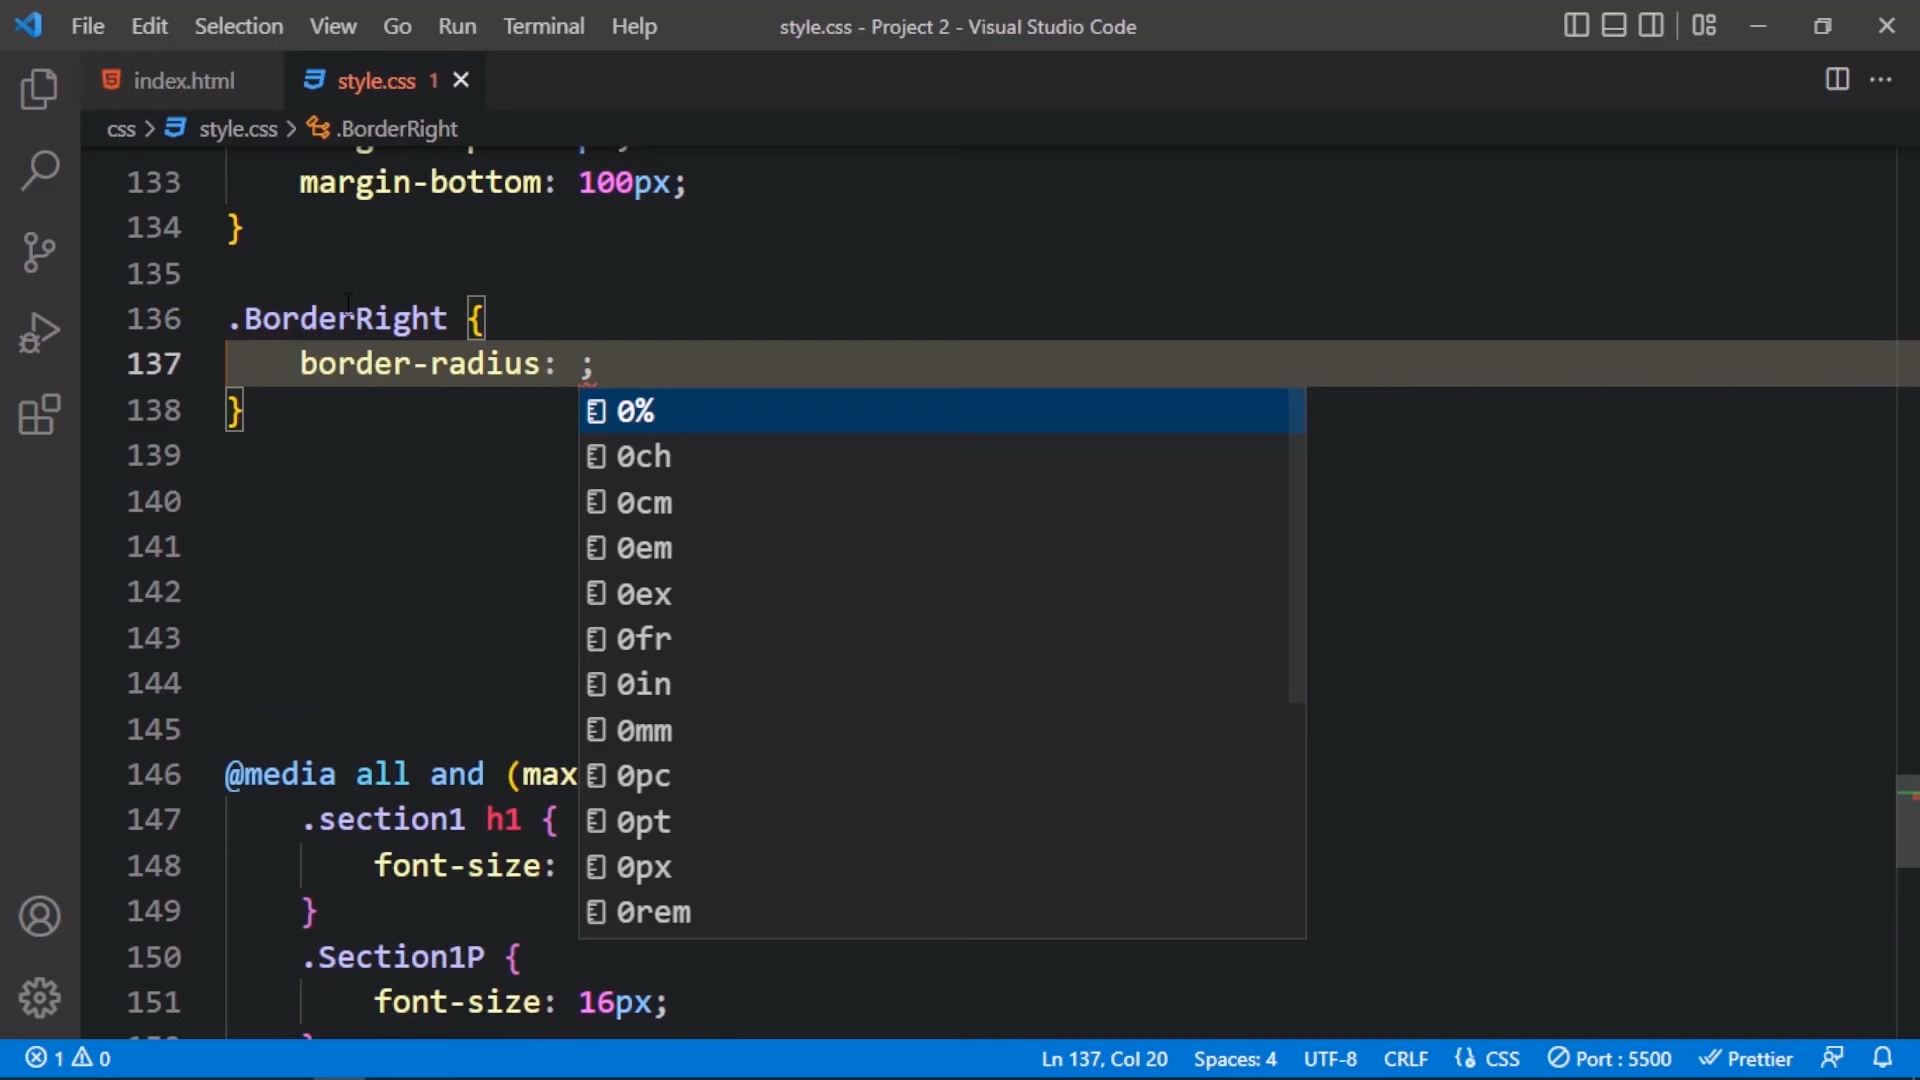 File Edit Selection View Go Run Terminal Help style.css - Project 2 - Visual Studio Code
index.html style.css 1
css > style.css > .BorderRight
133 margin-bottom: 100px;
134 }
135
136 .BorderRight {
137 border-radius: ;
138 }
0%
139 0ch
140 0cm
141 0em
142 0ex
143 0fr
144 0in
145 0mm
146 @media all and (max 0pc
147 .section1 h1 { 0pt
148 font-size: 0px
149 } 0rem
150 .Section1P {
151 font-size: 16px;
1 0 Ln 137, Col 20 Spaces: 4 UTF-8 CRLF CSS Port : 5500 Prettier